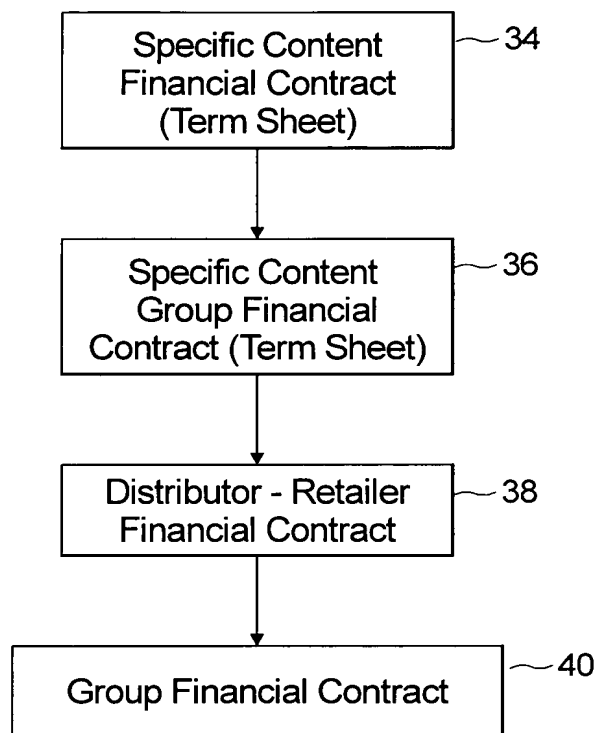 Specific Content
Financial Contract
(Term Sheet)
34
Specific Content
Group Financial
Contract (Term Sheet)
36
Distributor - Retailer
Financial Contract
38
Group Financial Contract
40